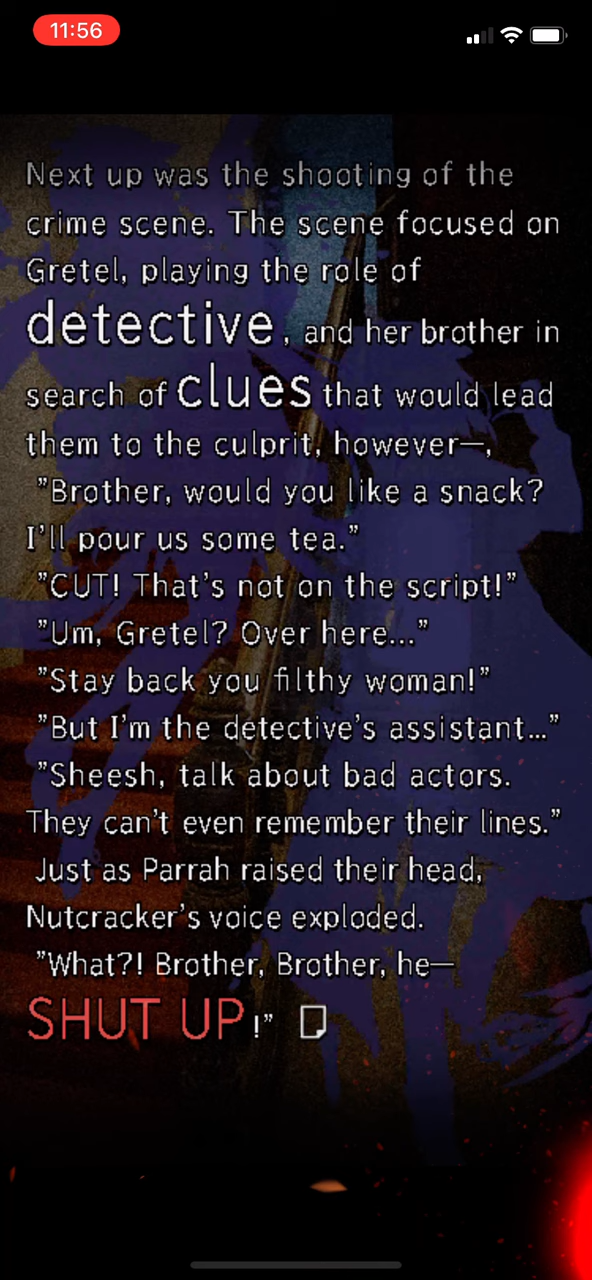 11:56
Next up was the shooting of the
crime scene. The scene focused on
Gretel, playing the role of
detective, and her brother in
search of clues that would lead
them to the culprit, however—,
”Brother, would you like a snack?
I’ll pour us some tea.”
”CUT! That’s not on the script!”
”Um, Gretel? Over here...”
”Stay back you filthy woman!”
”But I’m the detective’s assistant...”
”Sheesh, talk about bad actors.
They can’t even remember their lines.”
Just as Parrah raised their head,
Nutcracker’s voice exploded.
”What?! Brother, Brother, he—
SHUT UP!”